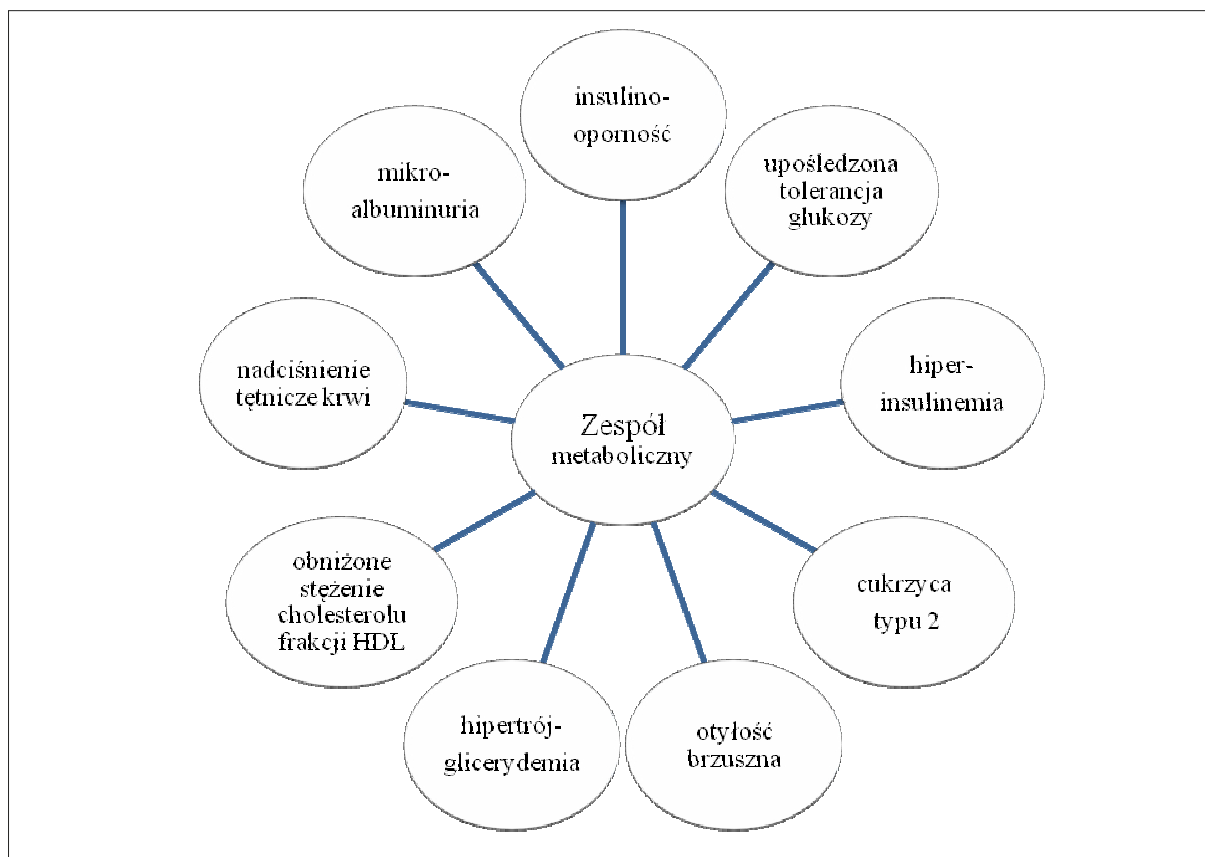 insulino-
oporność
upośledzona
tolerancja
glukozy
hiper-
insulinemia
cukrzyca
typu 2
otyłość
brzuszna
hipertrój-
glicerydemia
obniżone
stężenie
cholesterolu
frakcji HDL
nadciśnienie
tętnicze krwi
mikro-
albuminuria
Zespół
metaboliczny